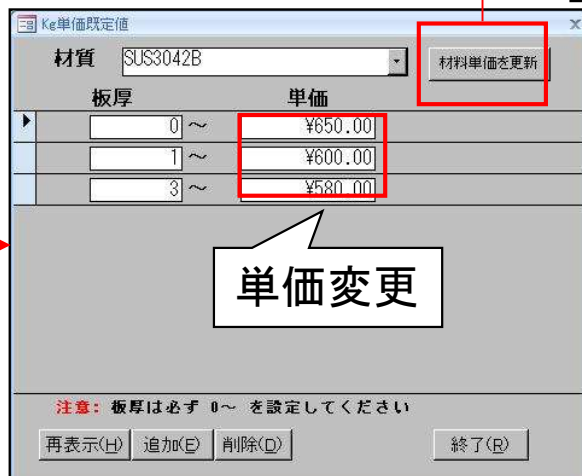 Kg単価既定値
材質 SUS3042B 材料単価を更新
板厚 単価
0 ～ ¥650.00
1 ～ ¥600.00
3 ～ ¥580.00
単価変更
注意: 板厚は必ず 0～ を設定してください
再表示(H) 追加(E) 削除(D) 終了(R)